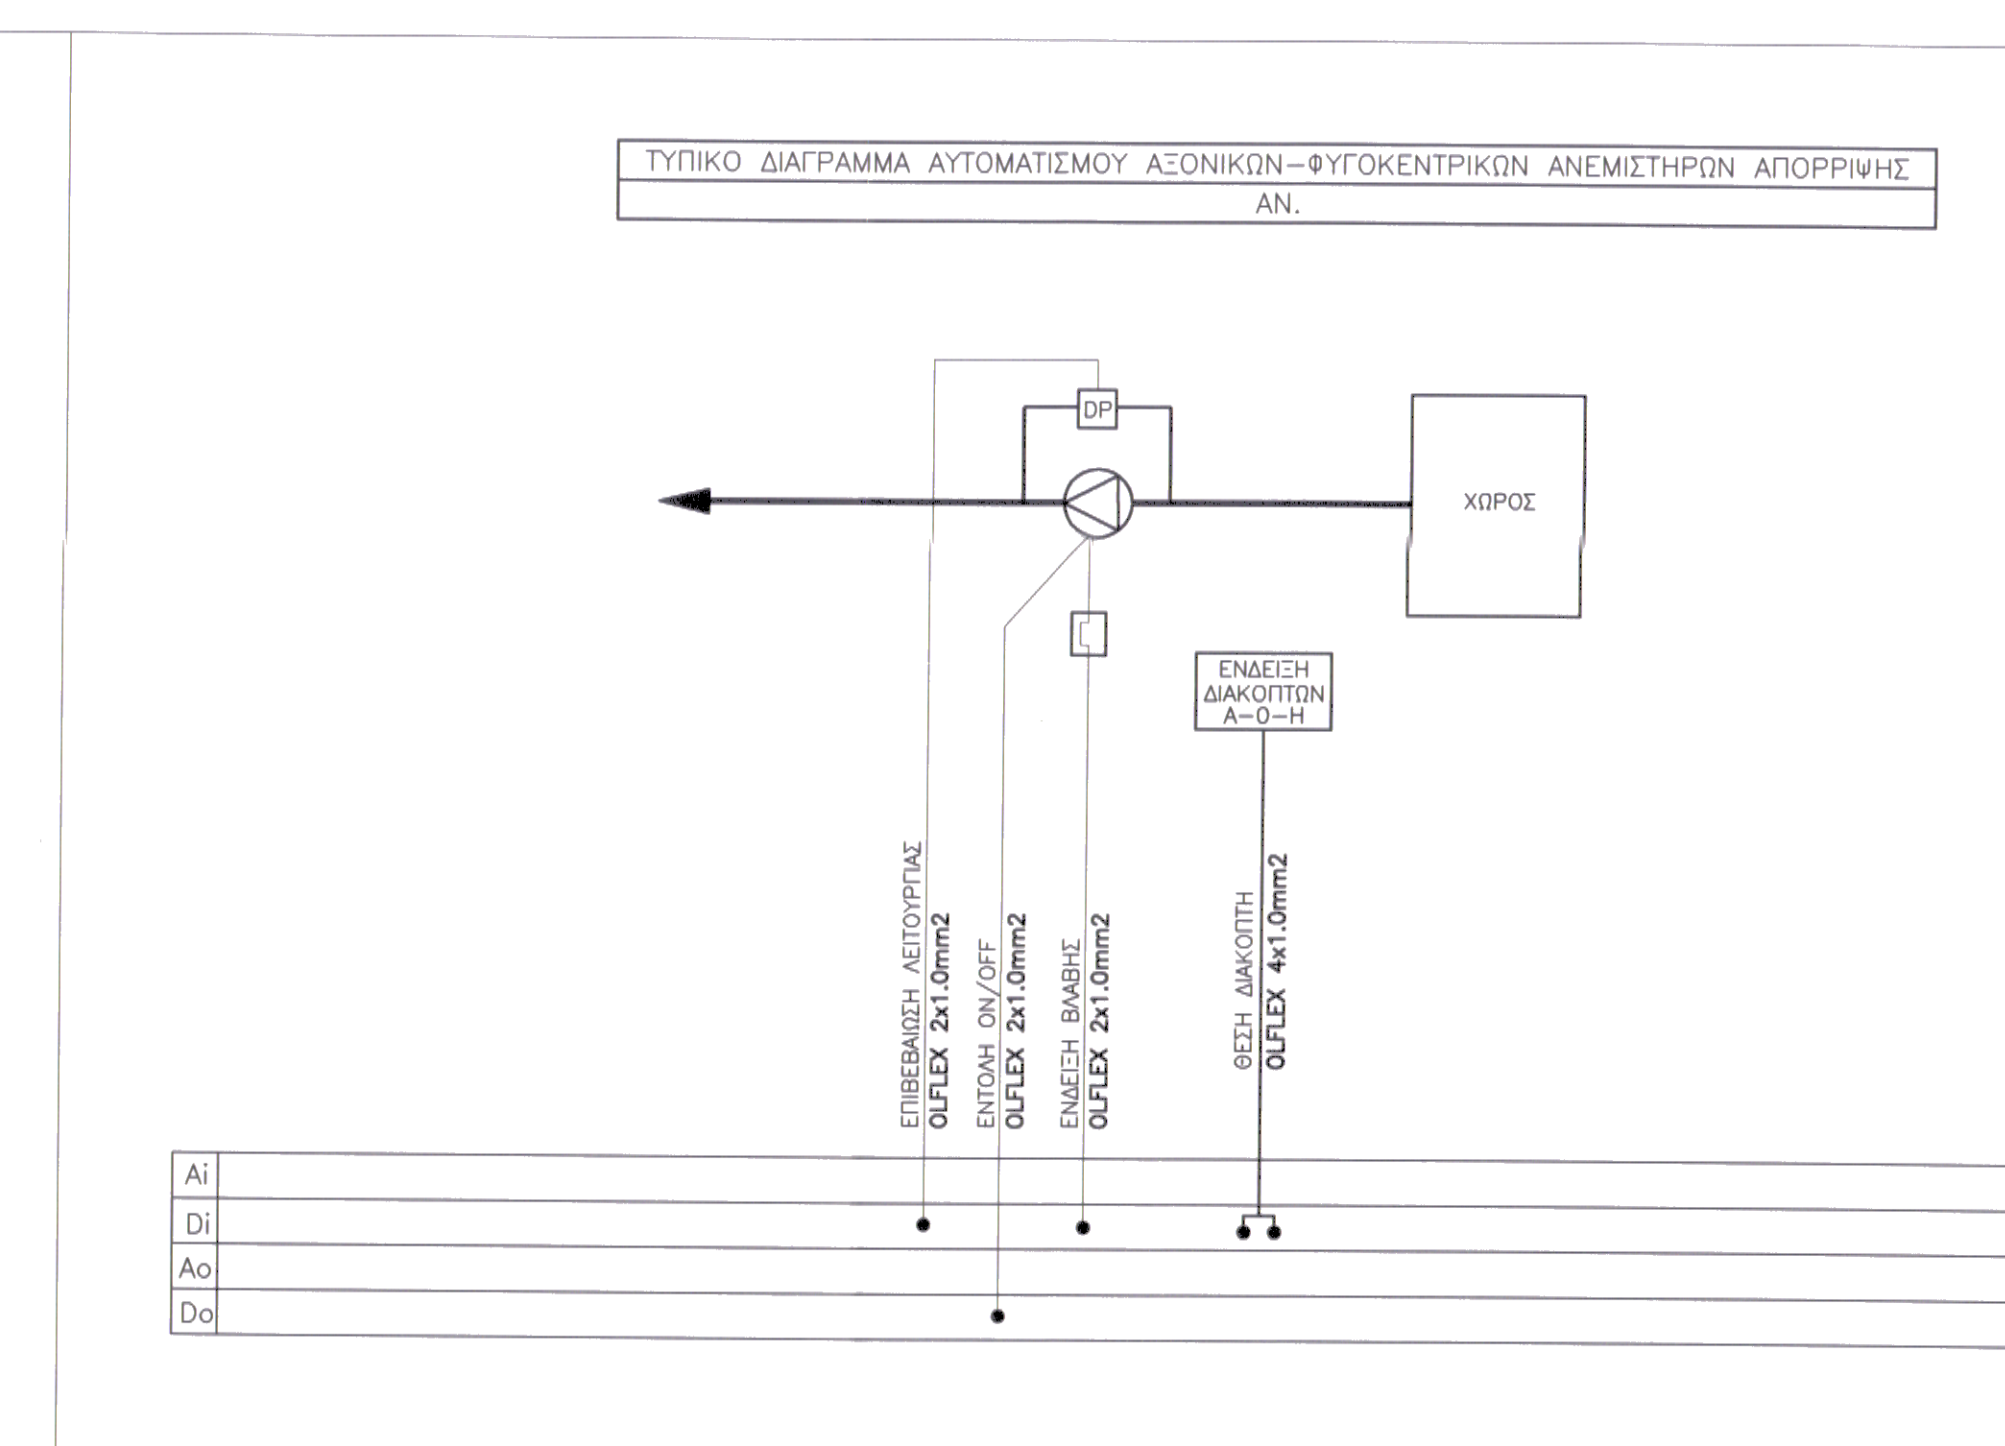 ΤΥΠΙΚΟ ΔΙΑΓΡΑΜΜΑ ΑΥΤΟΜΑΤΙΣΜΟΥ ΑΞΟΝΙΚΩΝ-ΦΥΓΟΚΕΝΤΡΙΚΩΝ ΑΝΕΜΙΣΤΗΡΩΝ ΑΠΟΡΡΙΨΗΣ
ΑΝ.
DP
ΧΩΡΟΣ
ΕΝΔΕΙΞΗ
ΔΙΑΚΟΠΤΩΝ
Α-Ο-Η
ΕΠΙΒΕΒΑΙΩΣΗ ΛΕΙΤΟΥΡΓΙΑΣ
OLFLEX 2x1.0mm2
ΕΝΤΟΛΗ ON/OFF
OLFLEX 2x1.0mm2
ΕΝΔΕΙΞΗ ΒΛΑΒΗΣ
OLFLEX 2x1.0mm2
ΘΕΣΗ ΔΙΑΚΟΠΤΗ
OLFLEX 4x1.0mm2
Ai
Di
Ao
Do